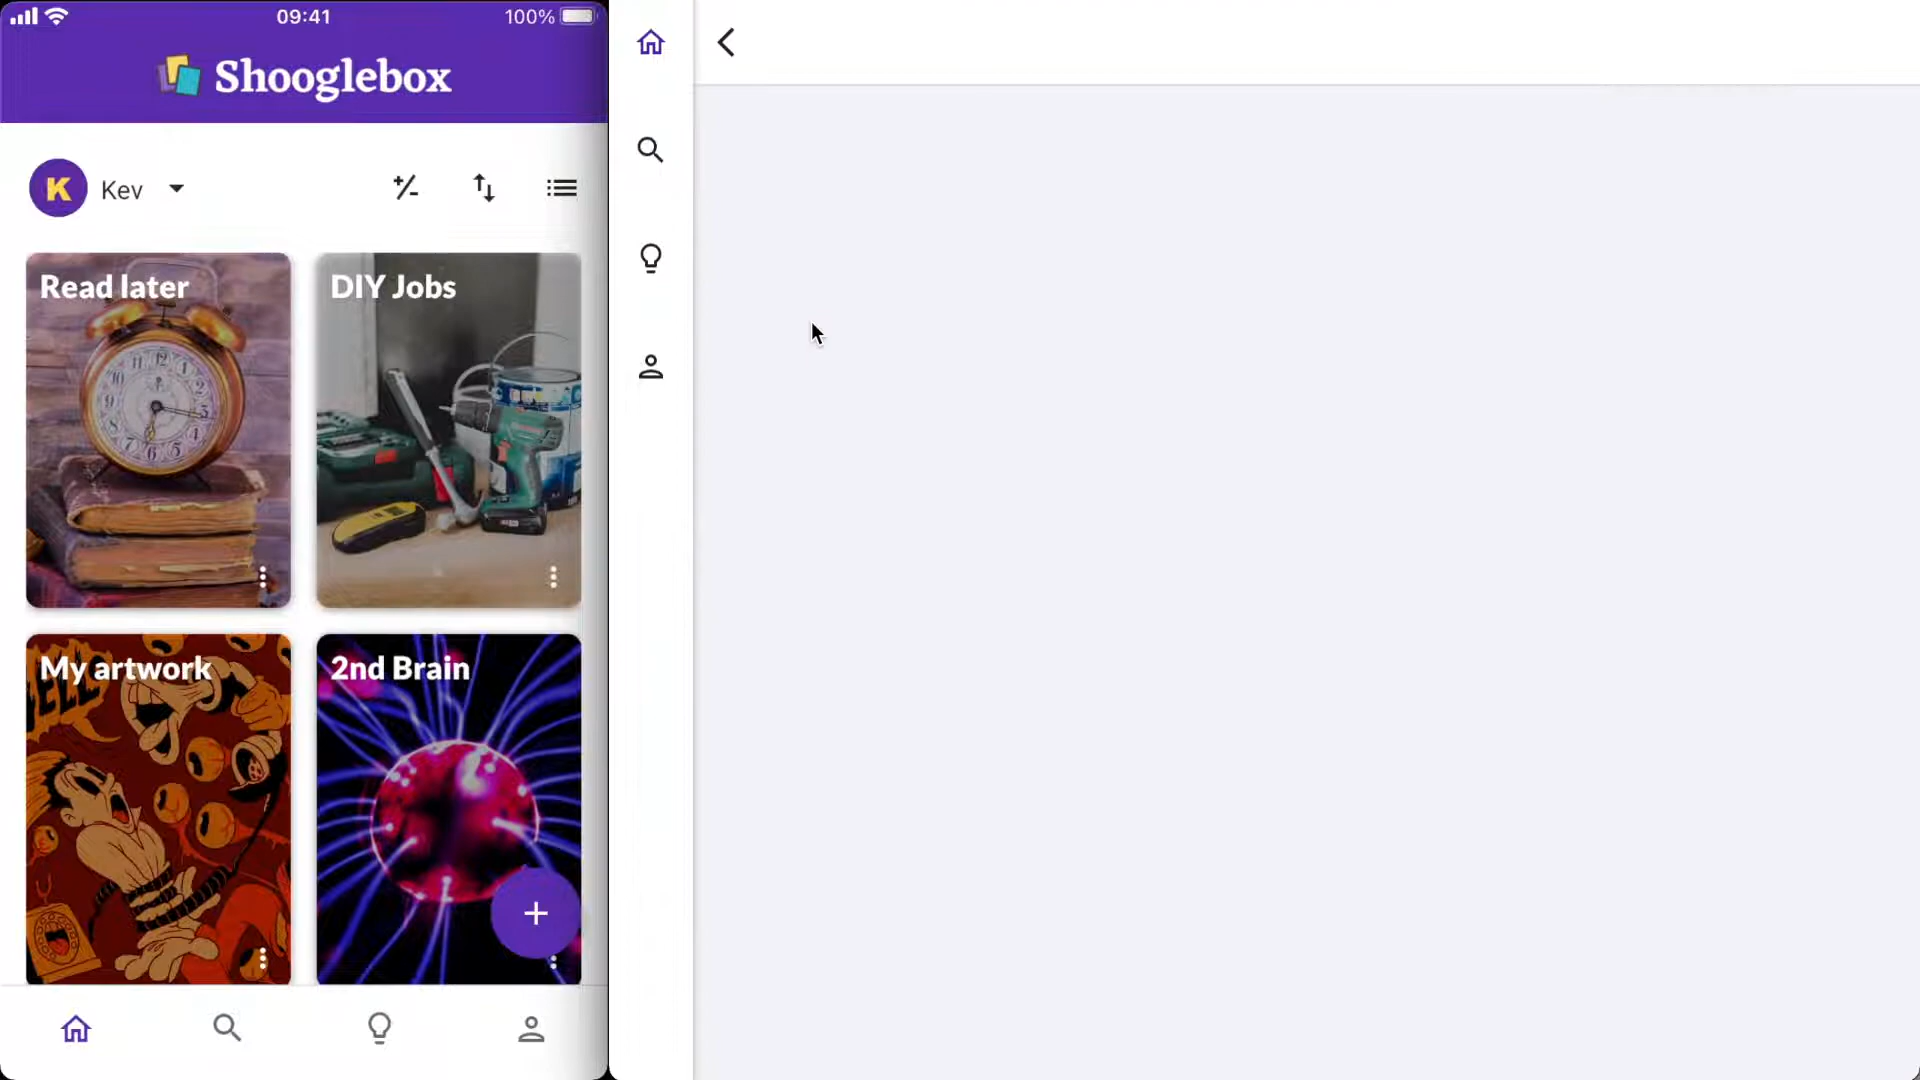 09:41
100%
Shooglebox
K
Kev
Read later
DIY Jobs
My artwork
2nd Brain